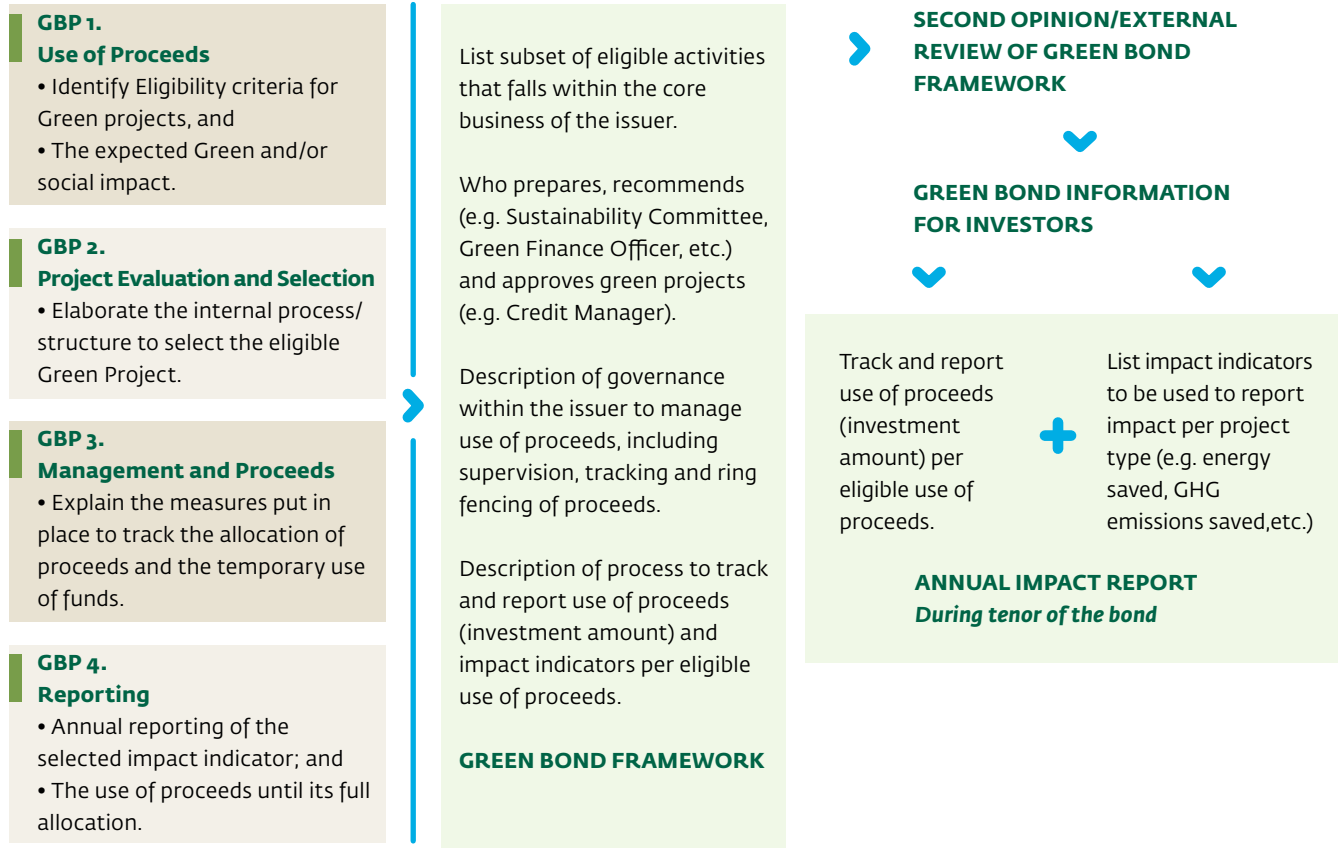 GBP 1.
Use of Proceeds
• Identify Eligibility criteria for
Green projects, and
• The expected Green and/or
social impact.
GBP 2.
Project Evaluation and Selection
• Elaborate the internal process/
structure to select the eligible
Green Project.
GBP 3.
Management and Proceeds
• Explain the measures put in
place to track the allocation of
proceeds and the temporary use
of funds.
GBP 4.
Reporting
• Annual reporting of the
selected impact indicator; and
• The use of proceeds until its full
allocation.
List subset of eligible activities
that falls within the core
business of the issuer.
Who prepares, recommends
(e.g. Sustainability Committee,
Green Finance Officer, etc.)
and approves green projects
(e.g. Credit Manager).
Description of governance
within the issuer to manage
use of proceeds, including
supervision, tracking and ring
fencing of proceeds.
Description of process to track
and report use of proceeds
(investment amount) and
impact indicators per eligible
use of proceeds.
GREEN BOND FRAMEWORK
SECOND OPINION/EXTERNAL
REVIEW OF GREEN BOND
FRAMEWORK
GREEN BOND INFORMATION
FOR INVESTORS
Track and report
use of proceeds
(investment
amount) per
eligible use of
proceeds.
List impact indicators
to be used to report
impact per project
type (e.g. energy
saved, GHG
emissions saved,etc.)
ANNUAL IMPACT REPORT
During tenor of the bond